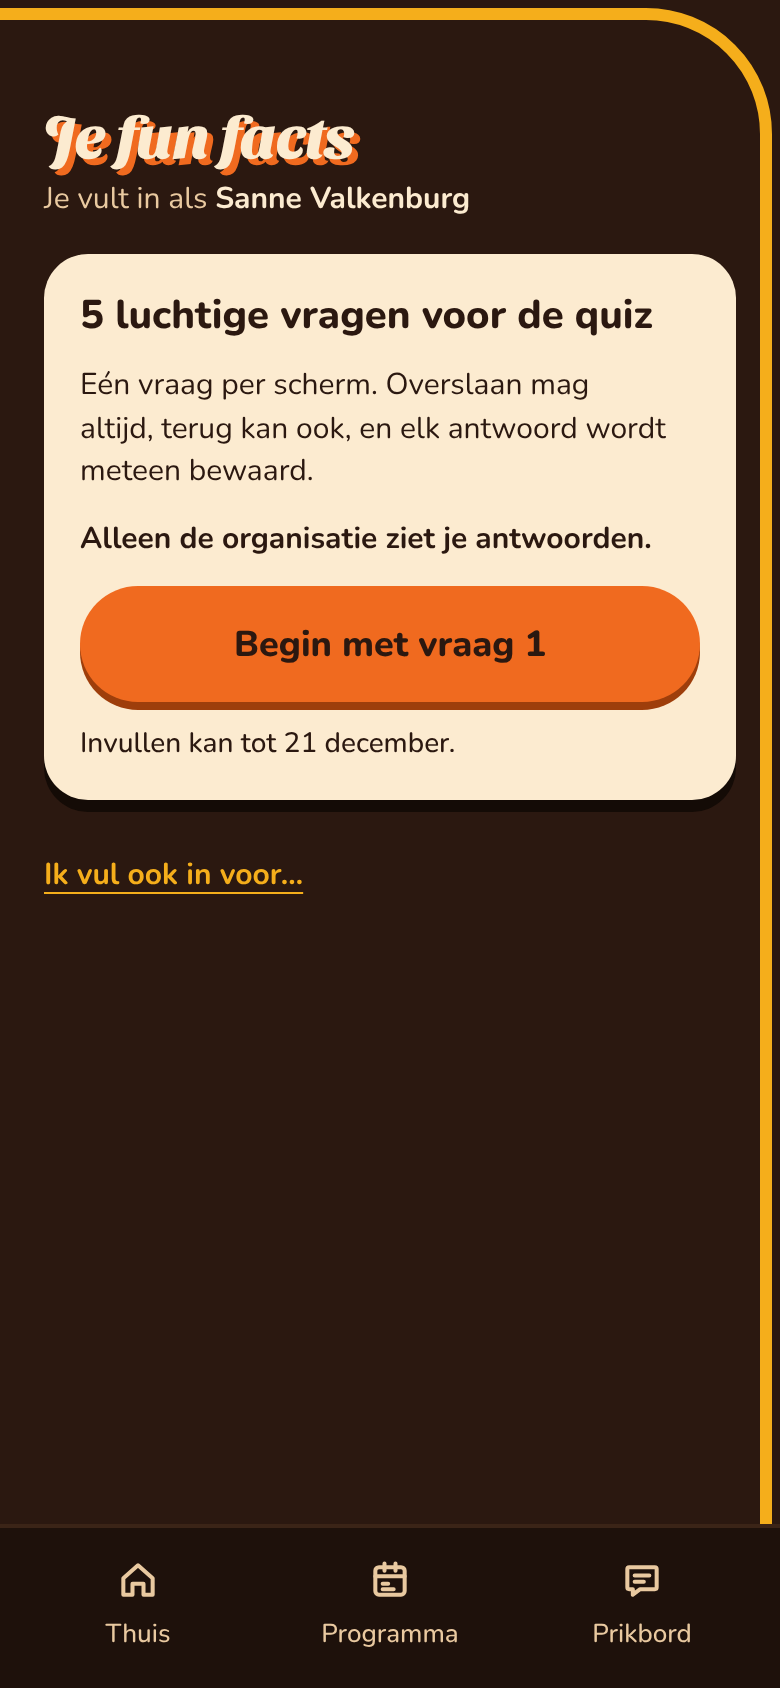 Je fun facts
Je vult in als Sanne Valkenburg
5 luchtige vragen voor de quiz
Eén vraag per scherm. Overslaan mag
altijd, terug kan ook, en elk antwoord wordt
meteen bewaard.
Alleen de organisatie ziet je antwoorden.
Begin met vraag 1
Invullen kan tot 21 december.
Ik vul ook in voor...
Thuis
Programma
Prikbord